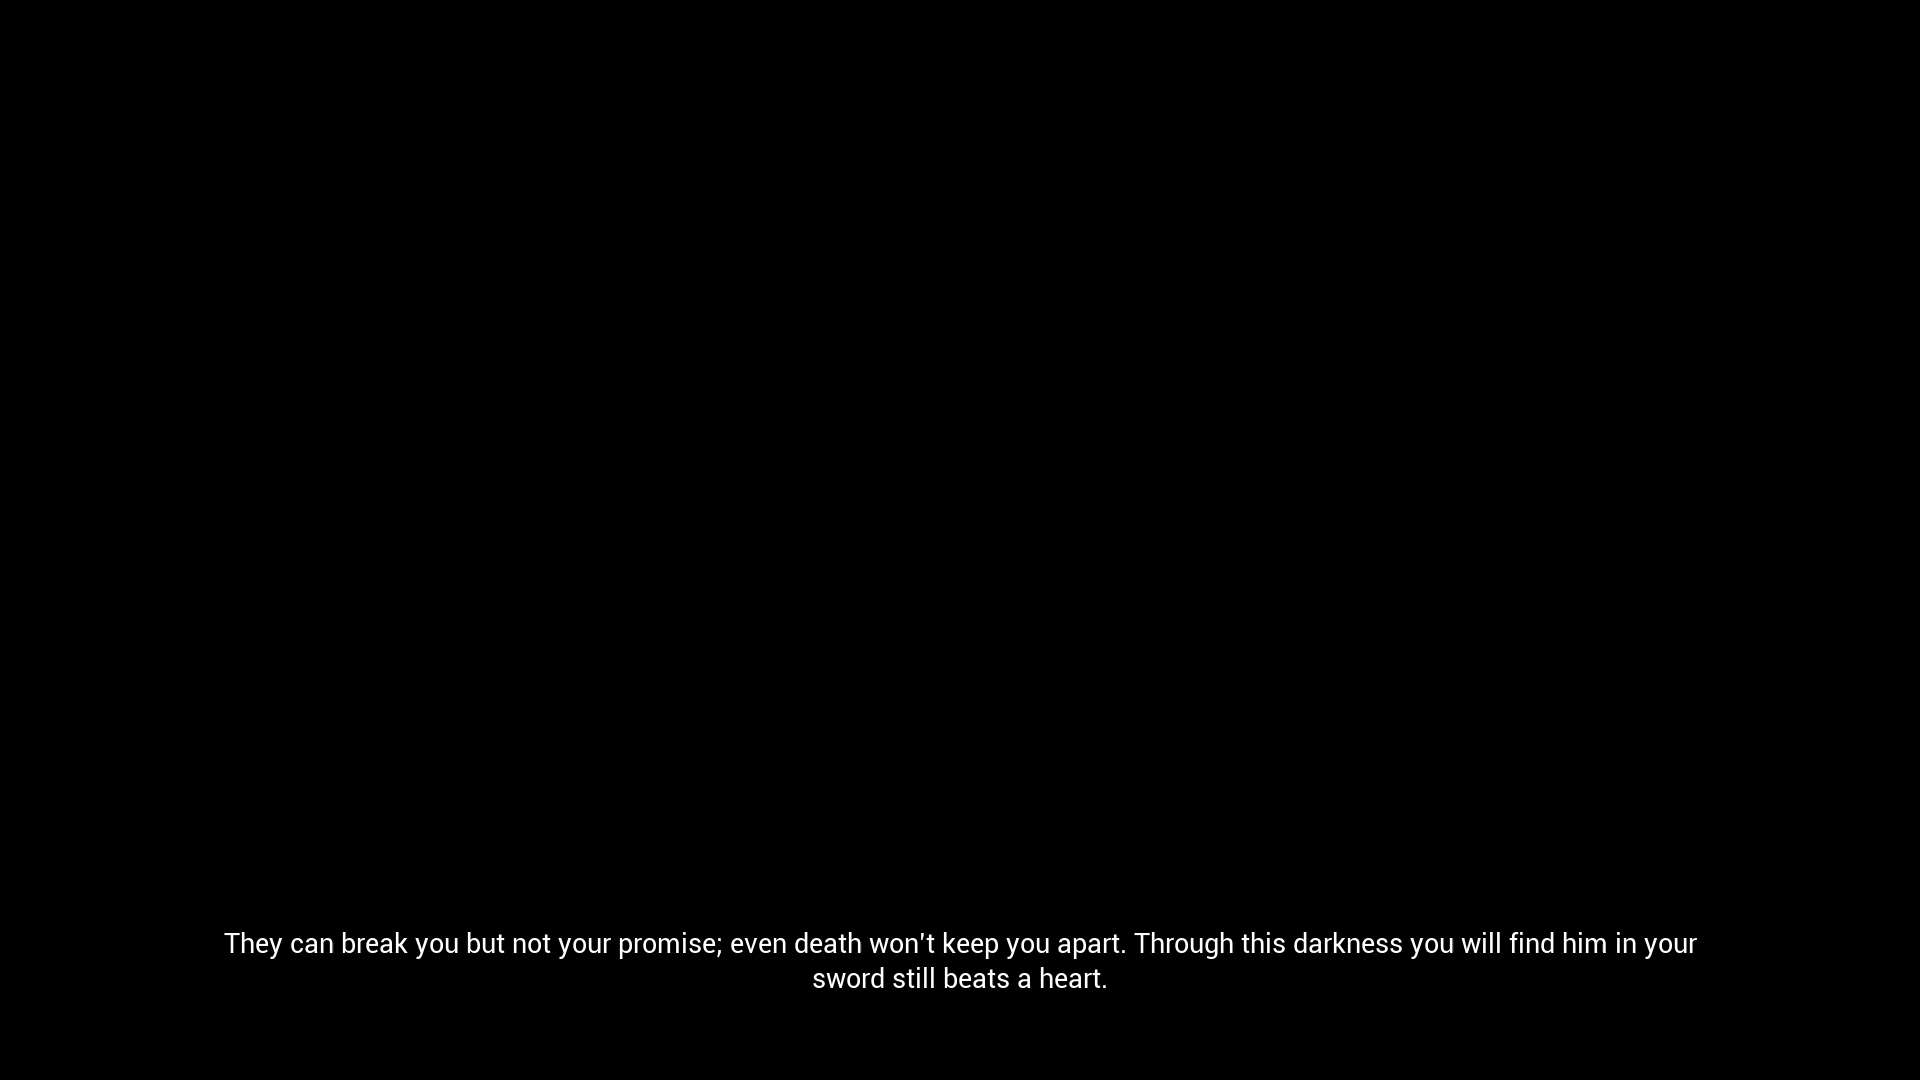 They can break you but not your promise; even death won't keep you apart. Through this darkness you will find him in your
sword still beats a heart.